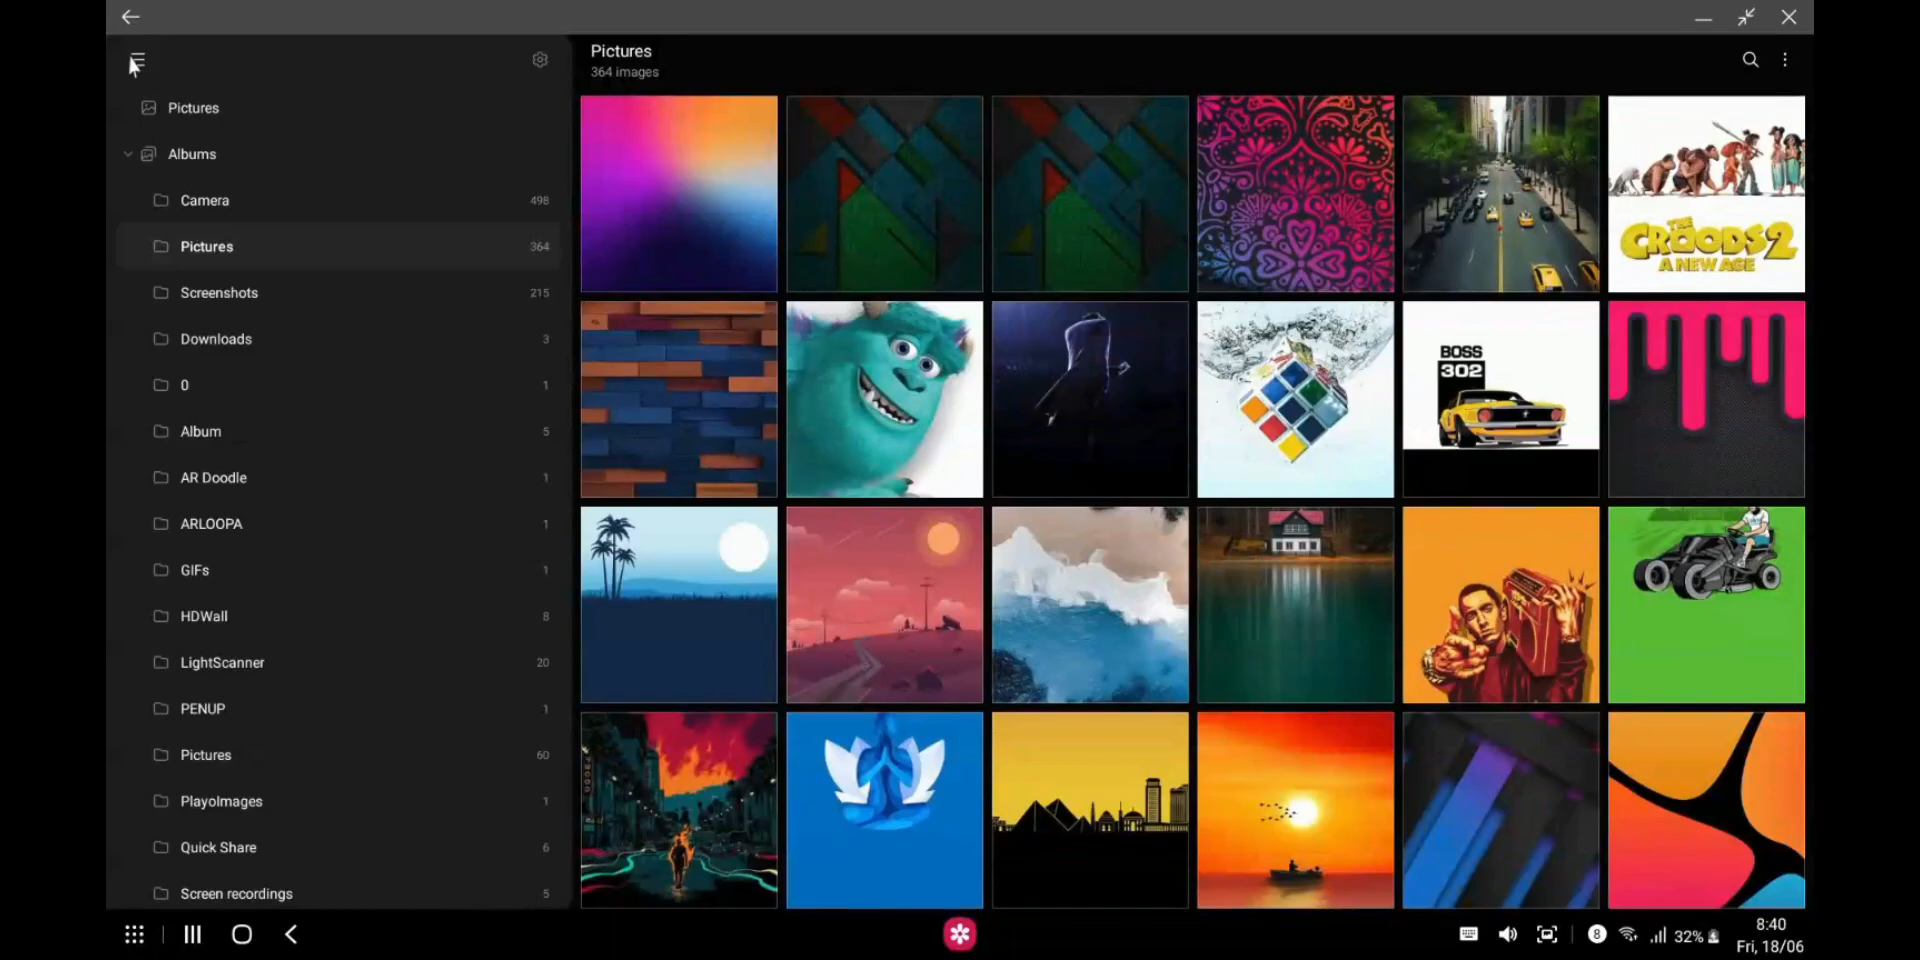 Pictures
364 images
Pictures
Albums
Camera 498
Pictures 364
Screenshots 215
Downloads 3
0 1
Album 5
AR Doodle 1
ARLOOPA 1
GIFs 1
HDWall 8
LightScanner 20
PENUP 1
Pictures 60
PlayoImages 1
Quick Share 6
Screen recordings 5
THE
CROODS 2
A NEW AGE
BOSS
302
8
32%
8:40
Fri, 18/06